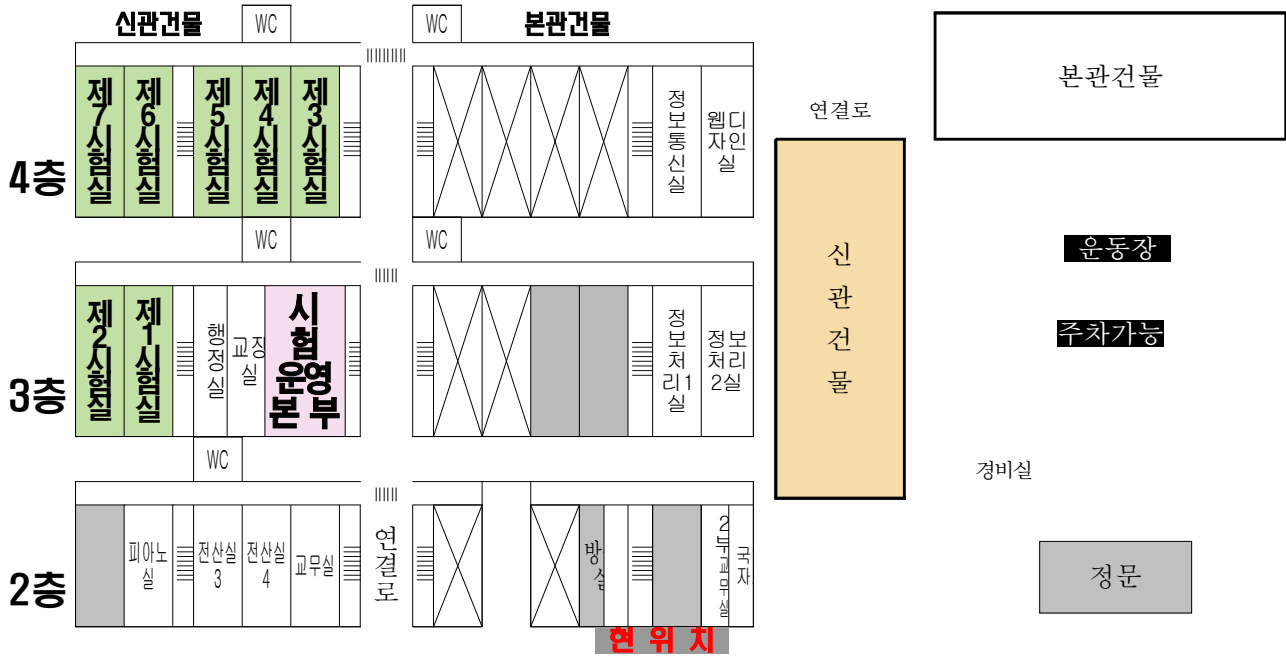 신관건물
WC
WC
본관건물
4층
제7시험실
제6시험실
제5시험실
제4시험실
제3시험실
정보통신실
웹디자인실
WC
WC
3층
제2시험실
제1시험실
행정실
교장실
시험운영본부
정보처리1실
정보처리2실
WC
2층
피아노실
전산실3
전산실4
교무실
연결로
2부교무실
현 위 치
본관건물
연결로
신관건물
운동장
주차가능
경비실
정문